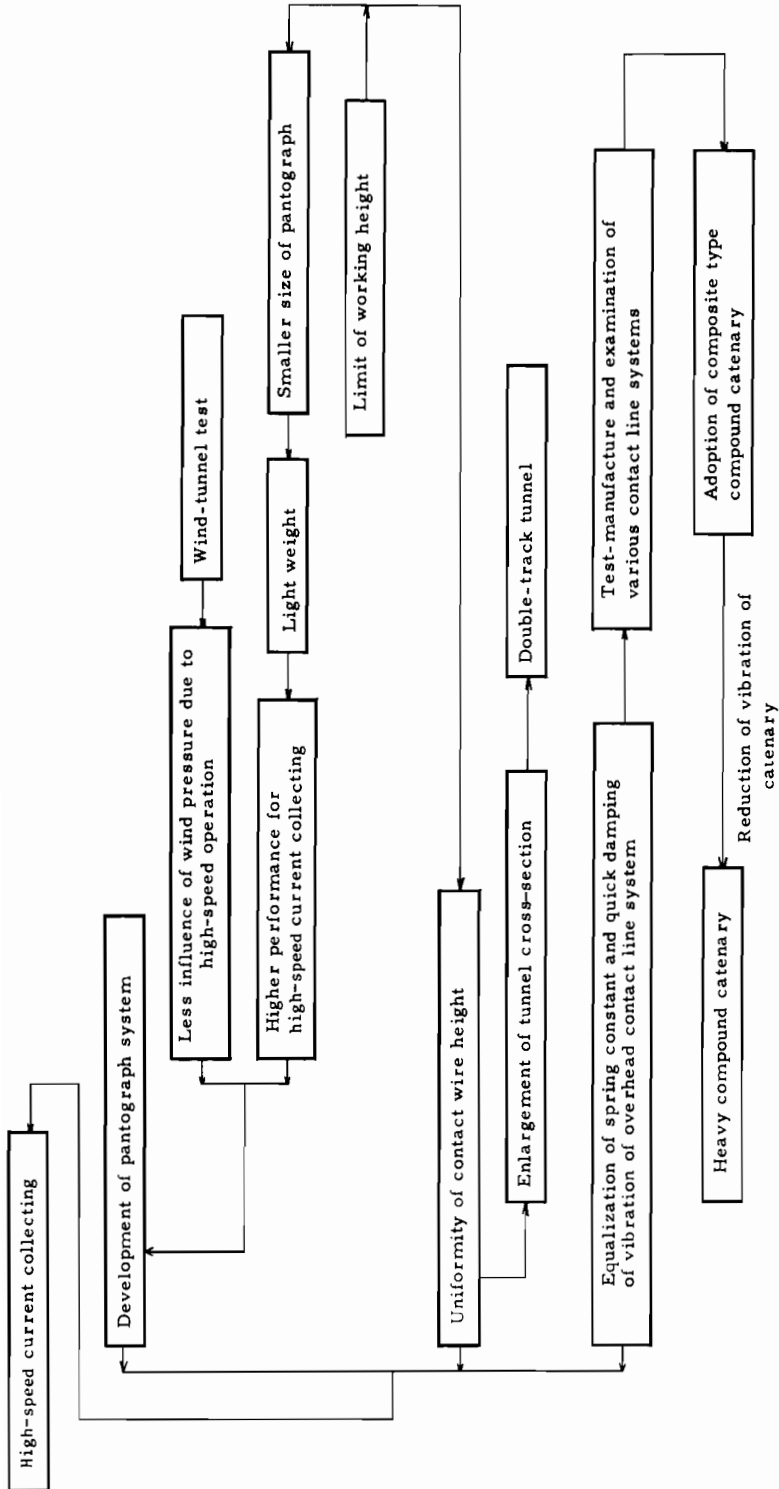 High-speed current collecting
Development of pantograph system
Less influence of wind pressure due to
high-speed operation
Wind-tunnel test
Higher performance for
high-speed current collecting
Light weight
Smaller size of pantograph
Limit of working height
Uniformity of contact wire height
Enlargement of tunnel cross-section
Double-track tunnel
Equalization of spring constant and quick damping
of vibration of overhead contact line system
Test-manufacture and examination of
various contact line systems
Heavy compound catenary
Reduction of vibration of
catenary
Adoption of composite type
compound catenary